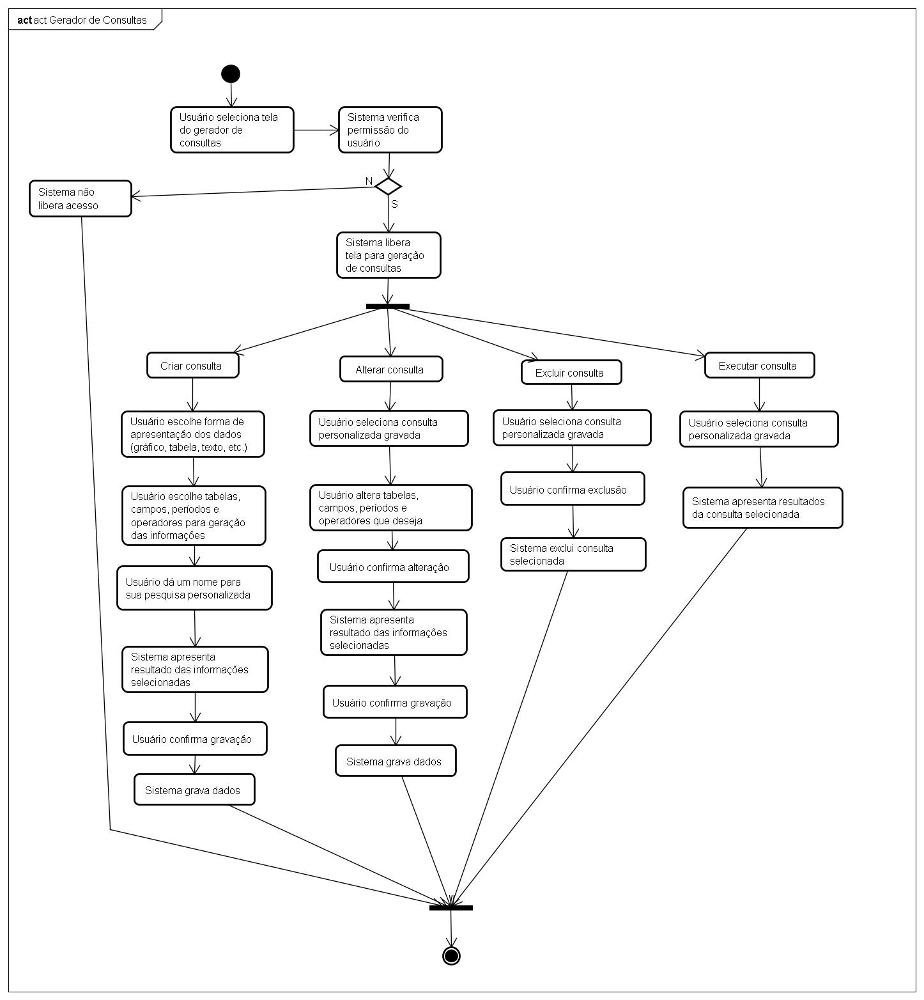 act act Gerador de Consultas
Usuário seleciona tela
do gerador de
consultas
Sistema verifica
permissão do
usuário
N
Sistema não
libera acesso
S
Sistema libera
tela para geração
de consultas
Criar consulta
Alterar consulta
Excluir consulta
Executar consulta
Usuário escolhe forma de
apresentação dos dados
(gráfico, tabela, texto, etc.)
Usuário escolhe tabelas,
campos, períodos e
operadores para geração
das informações
Usuário dá um nome para
sua pesquisa personalizada
Sistema apresenta
resultado das informações
selecionadas
Usuário confirma gravação
Sistema grava dados
Usuário seleciona consulta
personalizada gravada
Usuário altera tabelas,
campos, períodos e
operadores que deseja
Usuário confirma alteração
Sistema apresenta
resultado das informações
selecionadas
Usuário confirma gravação
Sistema grava dados
Usuário seleciona consulta
personalizada gravada
Usuário confirma exclusão
Sistema exclui consulta
selecionada
Usuário seleciona consulta
personalizada gravada
Sistema apresenta resultados
da consulta selecionada